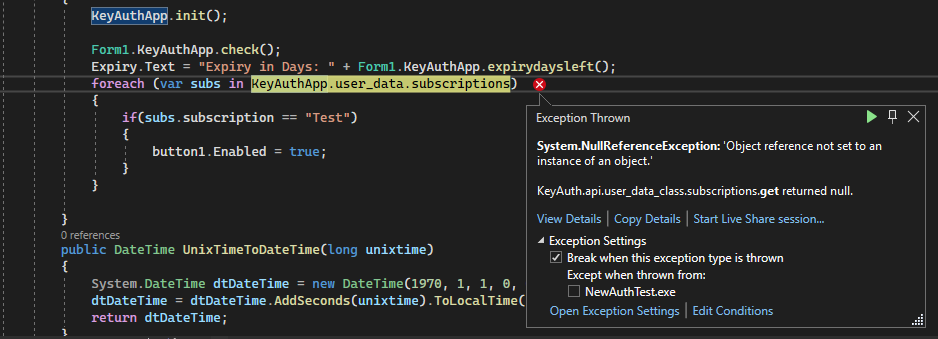 {
KeyAuthApp.init();
Form1.KeyAuthApp.check();
Expiry.Text = "Expiry in Days: " + Form1.KeyAuthApp.expirydaysleft();
foreach (var subs in KeyAuthApp.user_data.subscriptions)
{
if(subs.subscription == "Test")
{
button1.Enabled = true;
}
}
}
0 references
public DateTime UnixTimeToDateTime(long unixtime)
{
System.DateTime dtDateTime = new DateTime(1970, 1, 1, 0,
dtDateTime = dtDateTime.AddSeconds(unixtime).ToLocalTime(
return dtDateTime;
}
Exception Thrown
System.NullReferenceException: 'Object reference not set to an
instance of an object.'
KeyAuth.api.user_data_class.subscriptions.get returned null.
View Details | Copy Details | Start Live Share session...
Exception Settings
Break when this exception type is thrown
Except when thrown from:
NewAuthTest.exe
Open Exception Settings | Edit Conditions